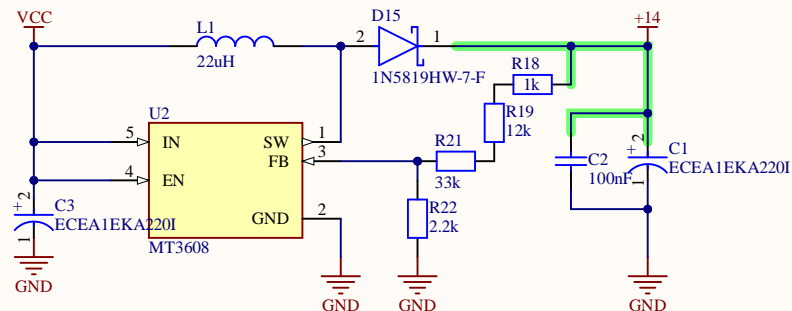 VCC
L1
22uH
D15
2
1
1N5819HW-7-F
+14
R18
1k
R19
12k
U2
5
IN
SW
1
FB
3
R21
33k
4
EN
R22
2.2k
GND
2
MT3608
+
2
C3
ECEA1EKA220I
1
GND
GND
GND
C2
100nF
+
2
C1
ECEA1EKA220I
1
GND